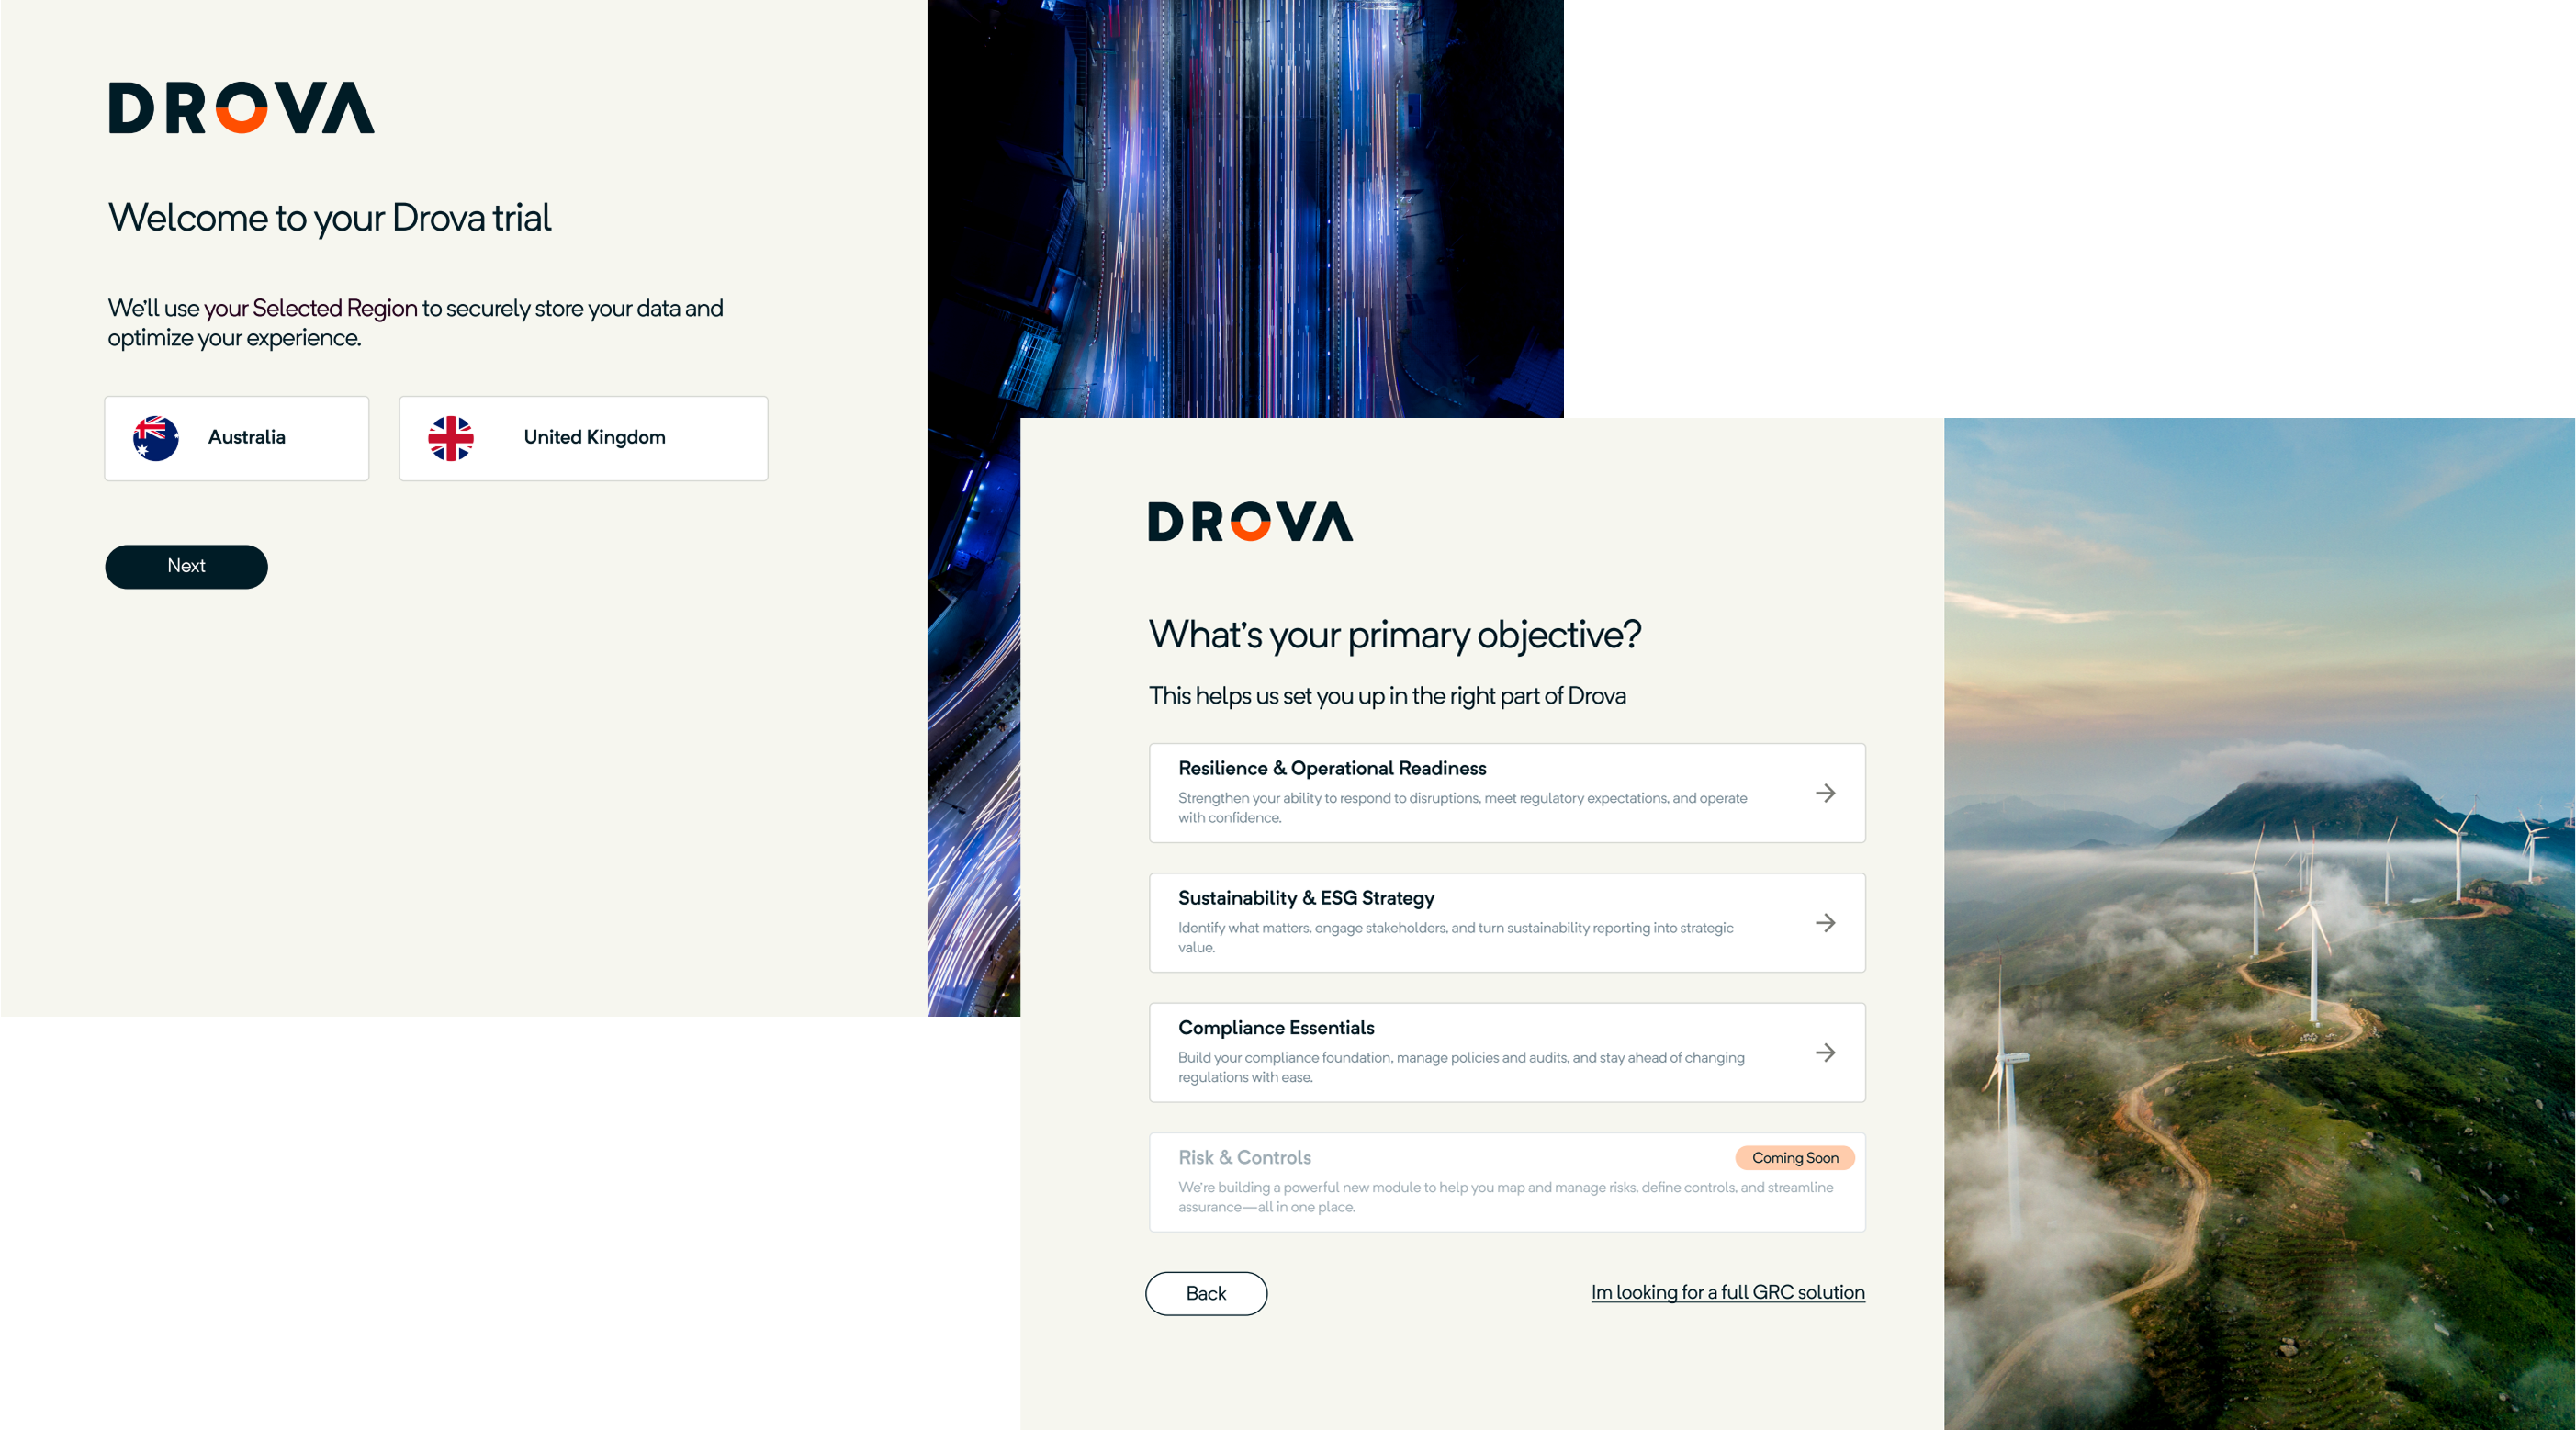 DROVA
Welcome to your Drova trial
We'll use your Selected Region to securely store your data and
optimize your experience.
Australia
United Kingdom
Next
DROVA
What's your primary objective?
This helps us set you up in the right part of Drova
Resilience & Operational Readiness
Strengthen your ability to respond to disruptions, meet regulatory expectations, and operate
with confidence.
Sustainability & ESG Strategy
Identify what matters, engage stakeholders, and turn sustainability reporting into strategic
value.
Compliance Essentials
Build your compliance foundation, manage policies and audits, and stay ahead of changing
regulations with ease.
Risk & Controls
Coming Soon
We're building a powerful new module to help you map and manage risks, define controls, and streamline
assurance—all in one place.
Back
Im looking for a full GRC solution